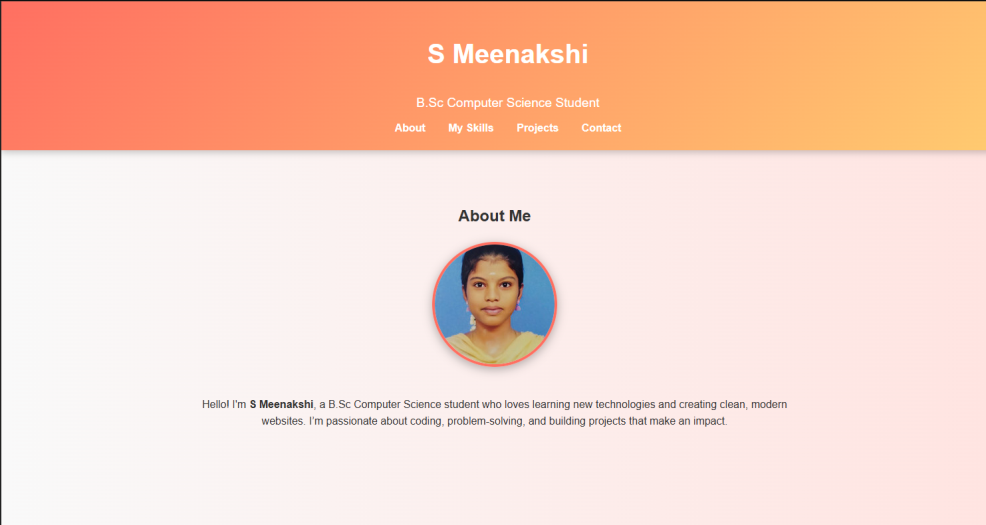 S Meenakshi
B.Sc Computer Science Student
About My Skills Projects Contact
About Me
Hello! I'm S Meenakshi, a B.Sc Computer Science student who loves learning new technologies and creating clean, modern
websites. I'm passionate about coding, problem-solving, and building projects that make an impact.